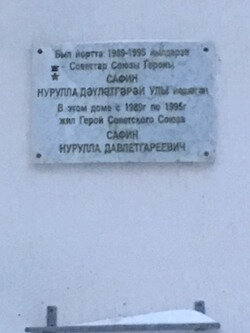 Был йортта 1989-1995 йылдарҙа
Советтар Союзы Геройы
САФИН
НУРУЛЛА ДӘҮЛӘТГӘРӘЙ УЛЫ йәшәгән
В этом доме с 1989г по 1995г
жил Герой Советского Союза
САФИН
НУРУЛЛА ДАВЛЕТГАРЕЕВИЧ